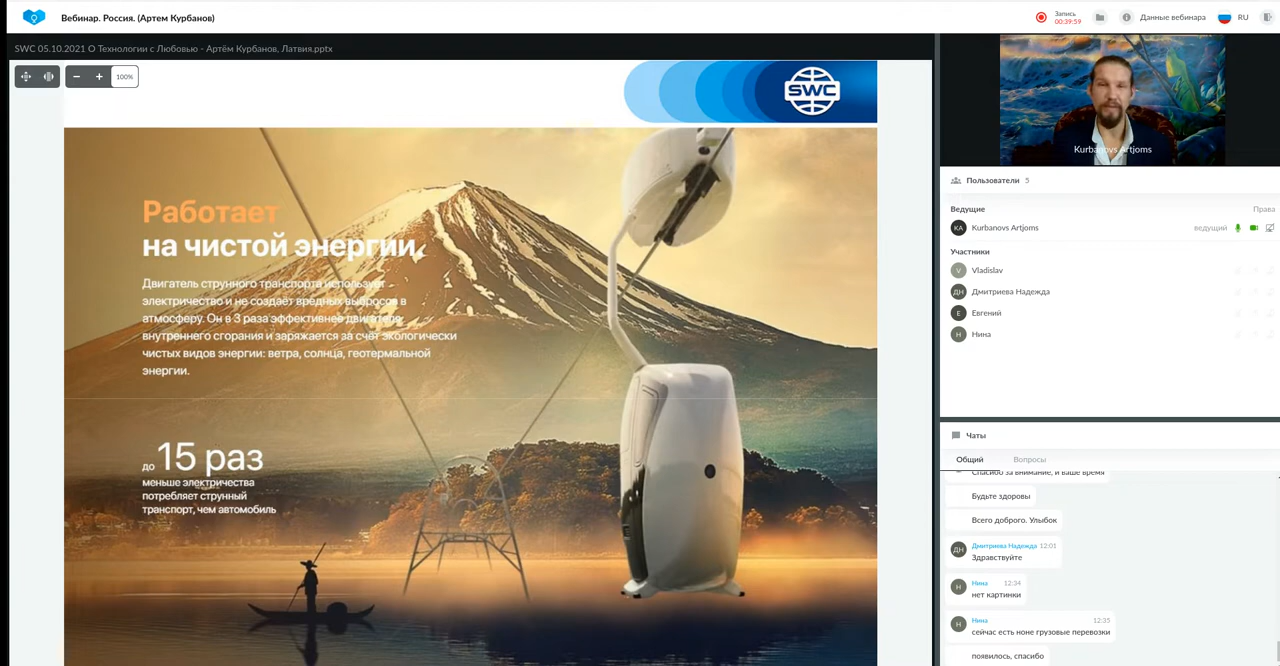 Вебинар. Россия. (Артем Курбанов)
Запись
00:39:59
Данные вебинара
RU
SWC 05.10.2021 О Технологии с Любовью - Артём Курбанов, Латвия.pptx
100%
SWC
Работает
на чистой энергии.
Двигатель струнного транспорта использует
электричество и не создаёт вредных выбросов в
атмосферу. Он в 3 раза эффективнее двигателя
внутреннего сгорания и заряжается за счёт экологически
чистых видов энергии: ветра, солнца, геотермальной
энергии.
до 15 раз
меньше электричества
потребляет струнный
транспорт, чем автомобиль
Kurbanovs Artjoms
Пользователи 5
Ведущие
Права
KA
Kurbanovs Artjoms
ведущий
Участники
V
Vladislav
ДН
Дмитриева Надежда
Е
Евгений
Н
Нина
Чаты
Общий
Вопросы
Спасибо за внимание, и ваше время
Будьте здоровы
Всего доброго. Улыбок
ДН
Дмитриева Надежда 12:01
Здравствуйте
Н
Нина 12:34
нет картинки
Н
Нина 12:35
сейчас есть ноне грузовые перевозки
появилось, спасибо